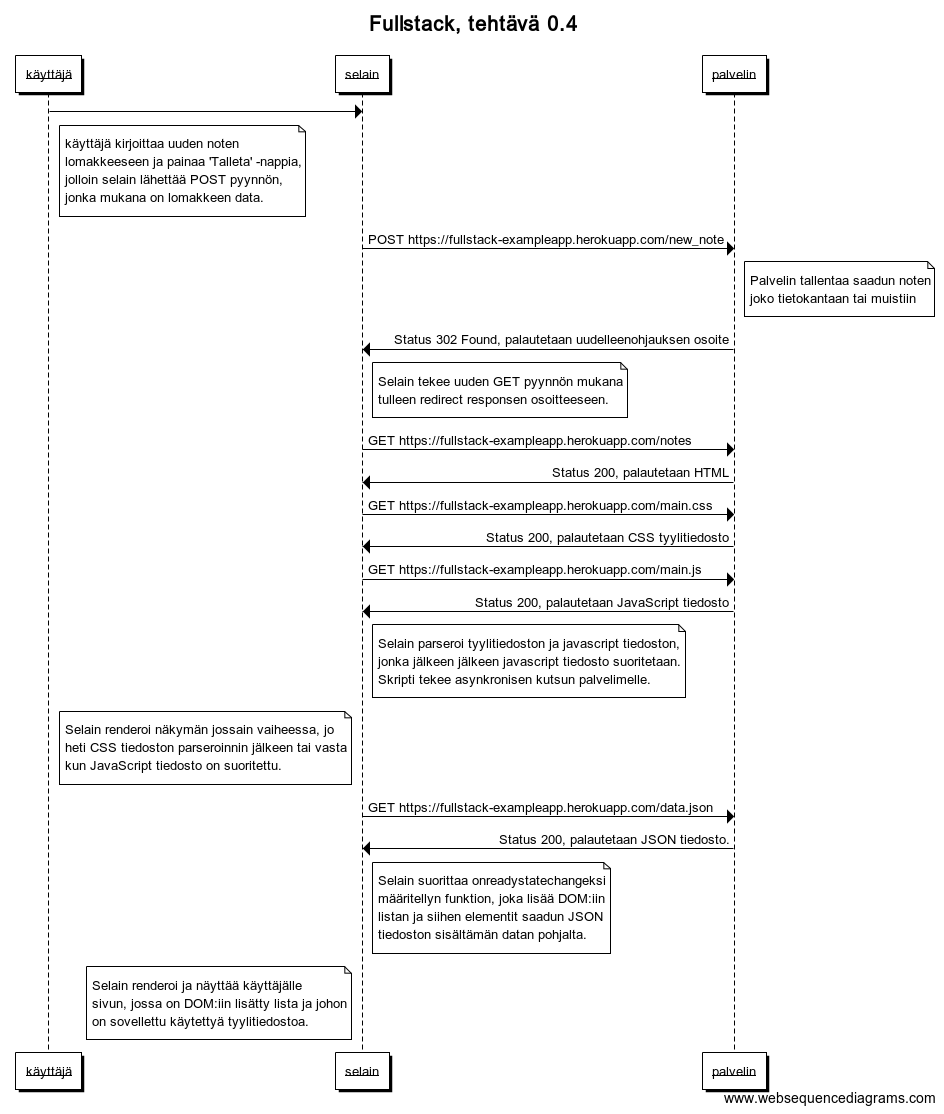 Fullstack, tehtävä 0.4
käyttäjä
selain
palvelin
käyttäjä kirjoittaa uuden noten
lomakkeeseen ja painaa 'Talleta' -nappia,
jolloin selain lähettää POST pyynnön,
jonka mukana on lomakkeen data.
POST https://fullstack-exampleapp.herokuapp.com/new_note
Palvelin tallentaa saadun noten
joko tietokantaan tai muistiin
Status 302 Found, palautetaan uudelleenohjauksen osoite
Selain tekee uuden GET pyynnön mukana
tulleen redirect responsen osoitteeseen.
GET https://fullstack-exampleapp.herokuapp.com/notes
Status 200, palautetaan HTML
GET https://fullstack-exampleapp.herokuapp.com/main.css
Status 200, palautetaan CSS tyylitiedosto
GET https://fullstack-exampleapp.herokuapp.com/main.js
Status 200, palautetaan JavaScript tiedosto
Selain parseroi tyylitiedoston ja javascript tiedoston,
jonka jälkeen jälkeen javascript tiedosto suoritetaan.
Skripti tekee asynkronisen kutsun palvelimelle.
Selain renderoi näkymän jossain vaiheessa, jo
heti CSS tiedoston parseroinnin jälkeen tai vasta
kun JavaScript tiedosto on suoritettu.
GET https://fullstack-exampleapp.herokuapp.com/data.json
Status 200, palautetaan JSON tiedosto.
Selain suorittaa onreadystatechangeksi
määritellyn funktion, joka lisää DOM:iin
listan ja siihen elementit saadun JSON
tiedoston sisältämän datan pohjalta.
Selain renderoi ja näyttää käyttäjälle
sivun, jossa on DOM:iin lisätty lista ja johon
on sovellettu käytettyä tyylitiedostoa.
käyttäjä
selain
palvelin
www.websequencediagrams.com